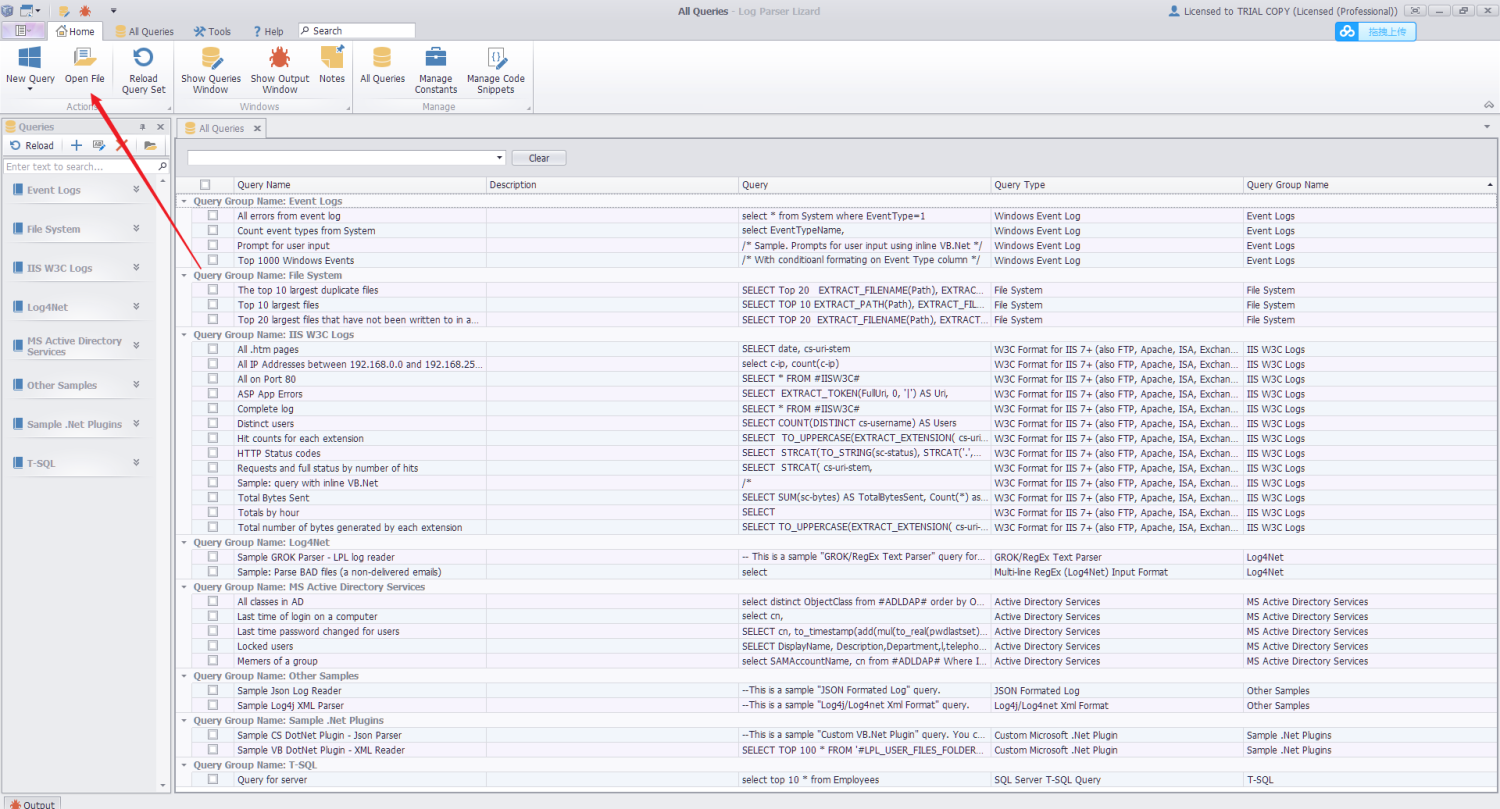 All Queries - Log Parser Lizard
Licensed to TRIAL COPY (Licensed (Professional))
Home
All Queries
Tools
? Help
Search
拖拽上传
New Query
Open File
Reload Query Set
Show Queries Window
Show Output Window
Notes
All Queries
Manage Constants
Manage Code Snippets
Actions
Windows
Manage
Queries
Reload
Enter text to search...
Event Logs
File System
IIS W3C Logs
Log4Net
MS Active Directory Services
Other Samples
Sample .Net Plugins
T-SQL
All Queries
Clear
Query Name Description Query Query Type Query Group Name
Query Group Name: Event Logs
All errors from event log select * from System where EventType=1 Windows Event Log Event Logs
Count event types from System select EventTypeName, Windows Event Log Event Logs
Prompt for user input /* Sample. Prompts for user input using inline VB.Net */ Windows Event Log Event Logs
Top 1000 Windows Events /* With conditioanl formating on Event Type column */ Windows Event Log Event Logs
Query Group Name: File System
The top 10 largest duplicate files SELECT Top 20 EXTRACT_FILENAME(Path), EXTRAC... File System File System
Top 10 largest files SELECT TOP 10 EXTRACT_PATH(Path), EXTRACT_FIL... File System File System
Top 20 largest files that have not been written to in a... SELECT TOP 20 EXTRACT_FILENAME(Path), EXTRACT... File System File System
Query Group Name: IIS W3C Logs
All .htm pages SELECT date, cs-uri-stem W3C Format for IIS 7+ (also FTP, Apache, ISA, Exchan... IIS W3C Logs
All IP Addresses between 192.168.0.0 and 192.168.25... select c-ip, count(c-ip) W3C Format for IIS 7+ (also FTP, Apache, ISA, Exchan... IIS W3C Logs
All on Port 80 SELECT * FROM #IISW3C# W3C Format for IIS 7+ (also FTP, Apache, ISA, Exchan... IIS W3C Logs
ASP App Errors SELECT EXTRACT_TOKEN(FullUri, 0, '|') AS Uri, W3C Format for IIS 7+ (also FTP, Apache, ISA, Exchan... IIS W3C Logs
Complete log SELECT * FROM #IISW3C# W3C Format for IIS 7+ (also FTP, Apache, ISA, Exchan... IIS W3C Logs
Distinct users SELECT COUNT(DISTINCT cs-username) AS Users W3C Format for IIS 7+ (also FTP, Apache, ISA, Exchan... IIS W3C Logs
Hit counts for each extension SELECT TO_UPPERCASE(EXTRACT_EXTENSION( cs-uri... W3C Format for IIS 7+ (also FTP, Apache, ISA, Exchan... IIS W3C Logs
HTTP Status codes SELECT STRCAT(TO_STRING(sc-status), STRCAT('.',... W3C Format for IIS 7+ (also FTP, Apache, ISA, Exchan... IIS W3C Logs
Requests and full status by number of hits SELECT STRCAT( cs-uri-stem, W3C Format for IIS 7+ (also FTP, Apache, ISA, Exchan... IIS W3C Logs
Sample: query with inline VB.Net /* W3C Format for IIS 7+ (also FTP, Apache, ISA, Exchan... IIS W3C Logs
Total Bytes Sent SELECT SUM(sc-bytes) AS TotalBytesSent, Count(*) as... W3C Format for IIS 7+ (also FTP, Apache, ISA, Exchan... IIS W3C Logs
Totals by hour SELECT W3C Format for IIS 7+ (also FTP, Apache, ISA, Exchan... IIS W3C Logs
Total number of bytes generated by each extension SELECT TO_UPPERCASE(EXTRACT_EXTENSION( cs-uri-... W3C Format for IIS 7+ (also FTP, Apache, ISA, Exchan... IIS W3C Logs
Query Group Name: Log4Net
Sample GROK Parser - LPL log reader -- This is a sample "GROK/RegEx Text Parser" query for... GROK/RegEx Text Parser Log4Net
Sample: Parse BAD files (a non-delivered emails) select Multi-line RegEx (Log4Net) Input Format Log4Net
Query Group Name: MS Active Directory Services
All classes in AD select distinct ObjectClass from #ADLDAP# order by O... Active Directory Services MS Active Directory Services
Last time of login on a computer select cn, Active Directory Services MS Active Directory Services
Last time password changed for users SELECT cn, to_timestamp(add(mul(to_real(pwdlastset)... Active Directory Services MS Active Directory Services
Locked users SELECT DisplayName, Description,Department,l,telepho... Active Directory Services MS Active Directory Services
Memers of a group select SAMAccountName, cn from #ADLDAP# Where I... Active Directory Services MS Active Directory Services
Query Group Name: Other Samples
Sample Json Log Reader --This is a sample "JSON Formated Log" query. JSON Formated Log Other Samples
Sample Log4j XML Parser --This is a sample "Log4j/Log4net Xml Format" query. Log4j/Log4net Xml Format Other Samples
Query Group Name: Sample .Net Plugins
Sample CS DotNet Plugin - Json Parser --This is a sample "Custom VB.Net Plugin" query. You c... Custom Microsoft .Net Plugin Sample .Net Plugins
Sample VB DotNet Plugin - XML Reader SELECT TOP 100 * FROM '#LPL_USER_FILES_FOLDER... Custom Microsoft .Net Plugin Sample .Net Plugins
Query Group Name: T-SQL
Query for server select top 10 * from Employees SQL Server T-SQL Query T-SQL
Output